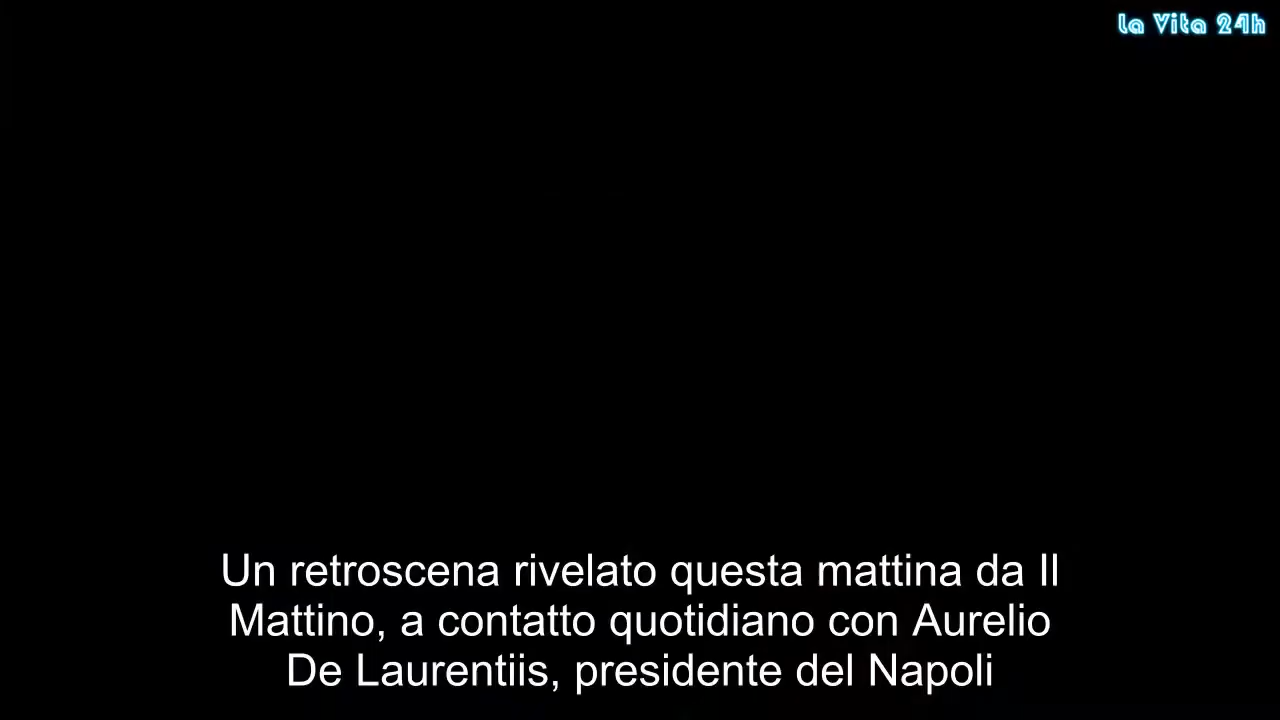 La Vita 24h
Un retroscena rivelato questa mattina da Il
Mattino, a contatto quotidiano con Aurelio
De Laurentiis, presidente del Napoli